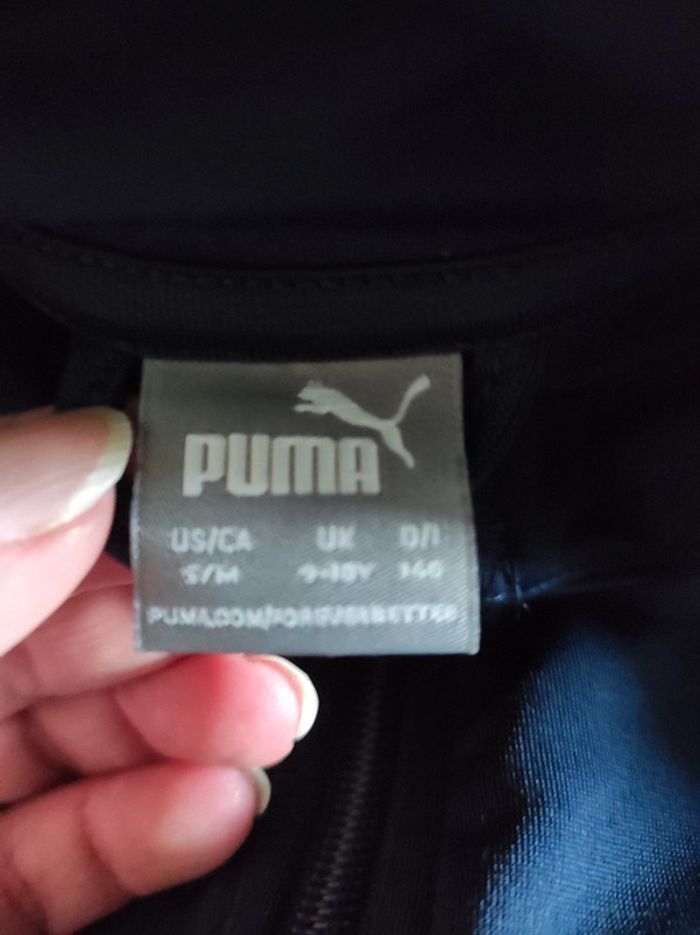 PUMA
US/CA UK D/I
S/M 9-10Y 140
PUMA.COM/FOREVERBETTER